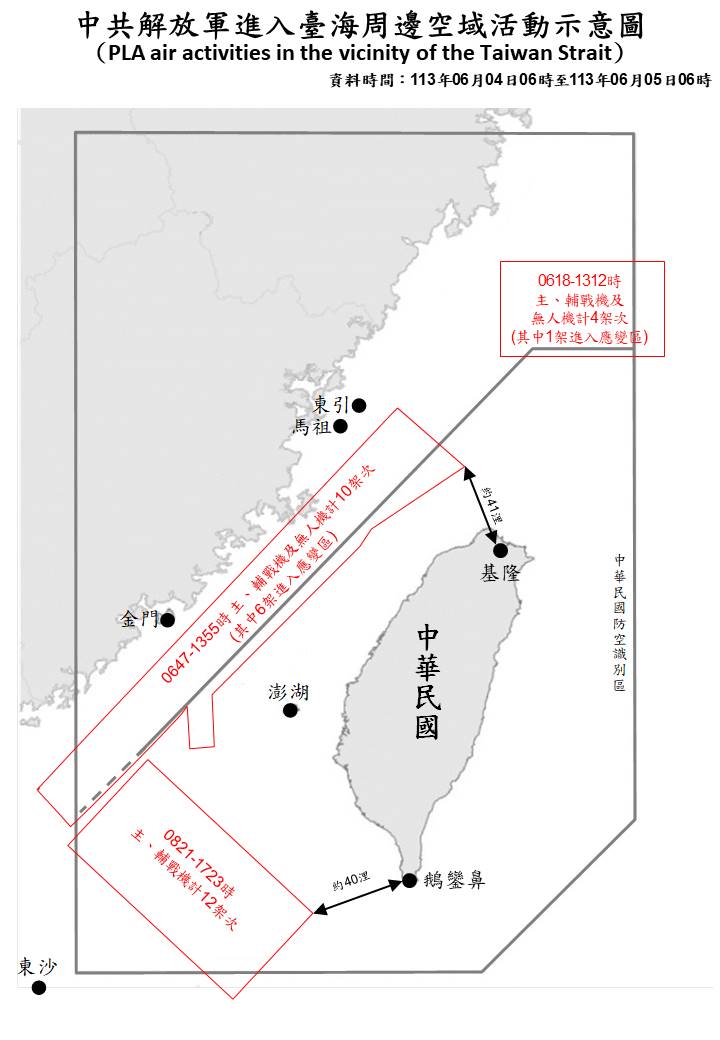 中共解放軍進入臺海周邊空域活動示意圖
（PLA air activities in the vicinity of the Taiwan Strait）
資料時間：113年06月04日06時至113年06月05日06時
0618-1312時
主、輔戰機及
無人機計4架次
(其中1架進入應變區)
東引
馬祖
0647-1355時 主、輔戰機及無人機計10架次
(其中6架進入應變區)
約41浬
基隆
中華民國防空識別區
金門
中華民國
澎湖
0821-1723時
主、輔戰機計12架次
約40浬
鵝鑾鼻
東沙